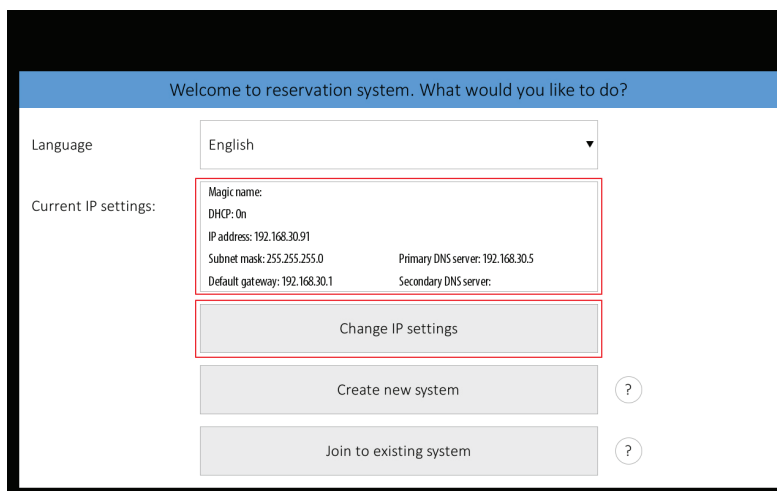 Welcome to reservation system. What would you like to do?
Language
English
Current IP settings:
Magic name:
DHCP: On
IP address: 192.168.30.91
Subnet mask: 255.255.255.0 Primary DNS server: 192.168.30.5
Default gateway: 192.168.30.1 Secondary DNS server:
Change IP settings
Create new system ?
Join to existing system ?